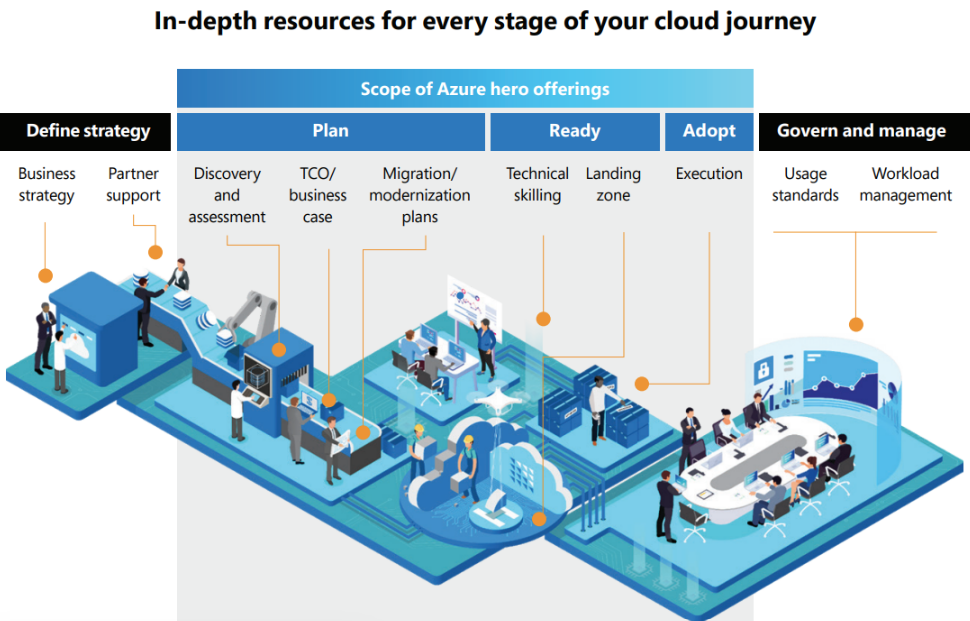 In-depth resources for every stage of your cloud journey
Scope of Azure hero offerings
Define strategy
Plan
Ready
Adopt
Govern and manage
Business
strategy
Partner
support
Discovery
and
assessment
TCO/
business
case
Migration/
modernization
plans
Technical
skilling
Landing
zone
Execution
Usage
standards
Workload
management